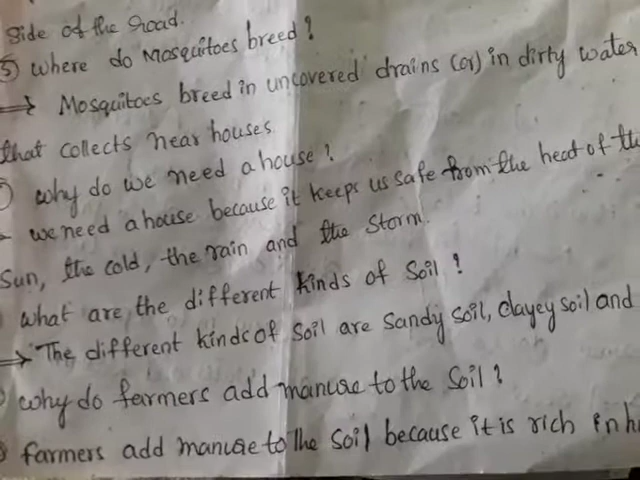 side of the road.
5) where do Mosquitoes breed?
⇒ Mosquitoes breed in uncovered drains (or) in dirty water
that collects near houses.
why do we need a house?
we need a house because it keeps us safe from the heat of the
Sun, the cold, the rain and the storm.
what are the different kinds of soil?
⇒ The different kinds of soil are sandy soil, clayey soil and
why do farmers add manure to the soil?
farmers add manure to the soil because it is rich in